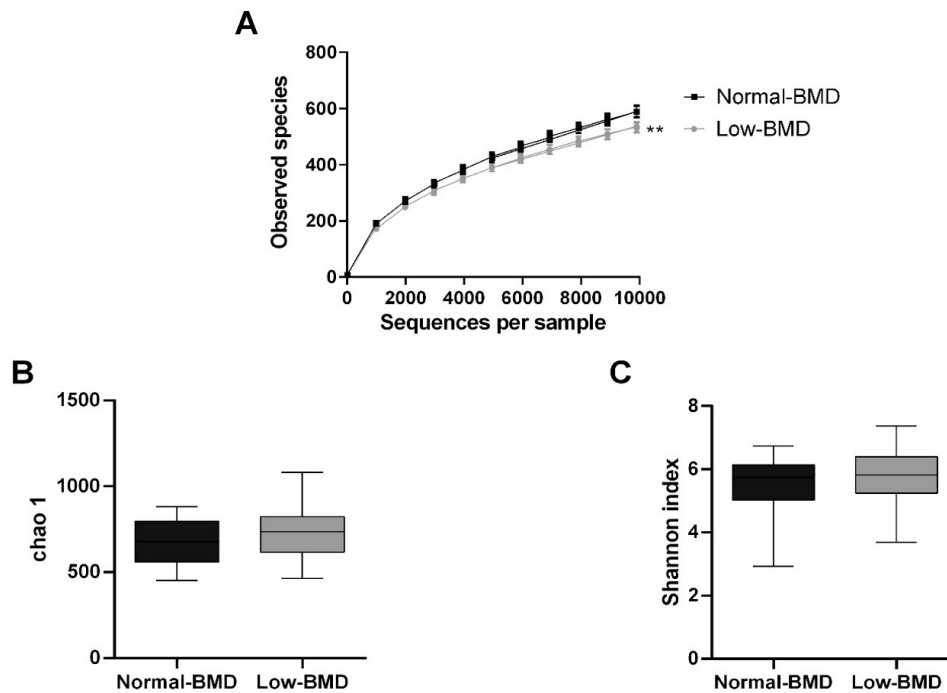 A
Observed species
800
600
400
200
0
0 2000 4000 6000 8000 10000
Sequences per sample
Normal-BMD
Low-BMD
**
B
chao 1
1500
1000
500
0
Normal-BMD Low-BMD
C
Shannon index
8
6
4
2
0
Normal-BMD Low-BMD